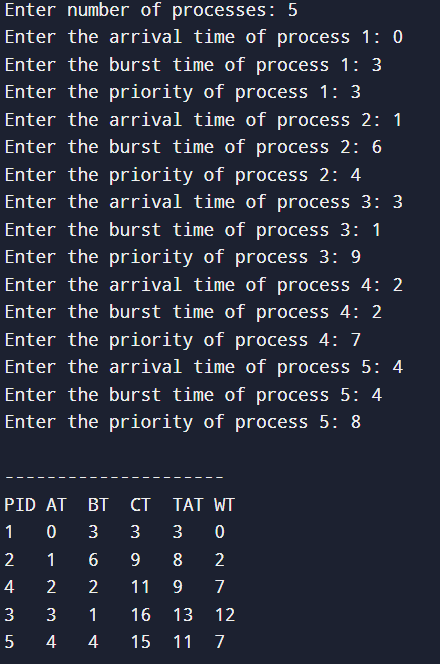 Enter number of processes: 5
Enter the arrival time of process 1: 0
Enter the burst time of process 1: 3
Enter the priority of process 1: 3
Enter the arrival time of process 2: 1
Enter the burst time of process 2: 6
Enter the priority of process 2: 4
Enter the arrival time of process 3: 3
Enter the burst time of process 3: 1
Enter the priority of process 3: 9
Enter the arrival time of process 4: 2
Enter the burst time of process 4: 2
Enter the priority of process 4: 7
Enter the arrival time of process 5: 4
Enter the burst time of process 5: 4
Enter the priority of process 5: 8
---------------------
PID AT  BT  CT  TAT WT
1   0   3   3   3   0
2   1   6   9   8   2
4   2   2   11  9   7
3   3   1   16  13  12
5   4   4   15  11  7